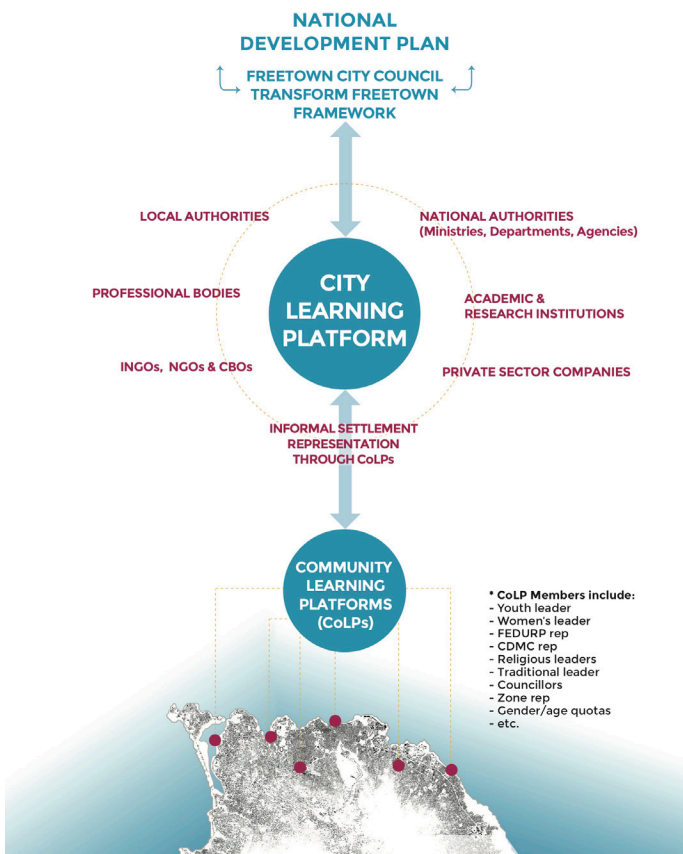 NATIONAL
DEVELOPMENT PLAN
FREETOWN CITY COUNCIL
TRANSFORM FREETOWN
FRAMEWORK
LOCAL AUTHORITIES
NATIONAL AUTHORITIES
(Ministries, Departments, Agencies)
CITY
LEARNING
PLATFORM
PROFESSIONAL BODIES
ACADEMIC &
RESEARCH INSTITUTIONS
INGOs, NGOs & CBOs
PRIVATE SECTOR COMPANIES
INFORMAL SETTLEMENT
REPRESENTATION
THROUGH CoLPs
COMMUNITY
LEARNING
PLATFORMS
(CoLPs)
* CoLP Members include:
- Youth leader
- Women's leader
- FEDURP rep
- CDMC rep
- Religious leaders
- Traditional leader
- Councillors
- Zone rep
- Gender/age quotas
- etc.